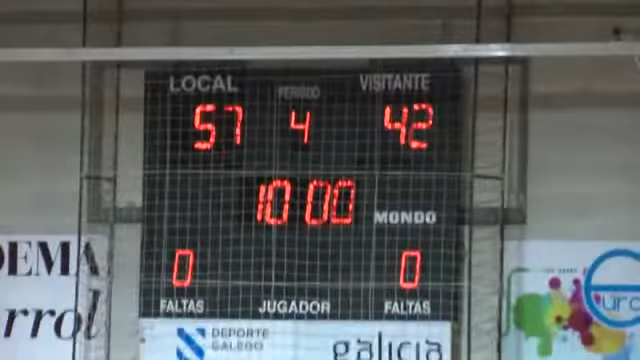 LOCAL PERIODO VISITANTE
57 4 42
10 00
MONDO
0 0
FALTAS JUGADOR FALTAS
DEPORTE
GALEGO
galicia
DEMA
rrol
euro